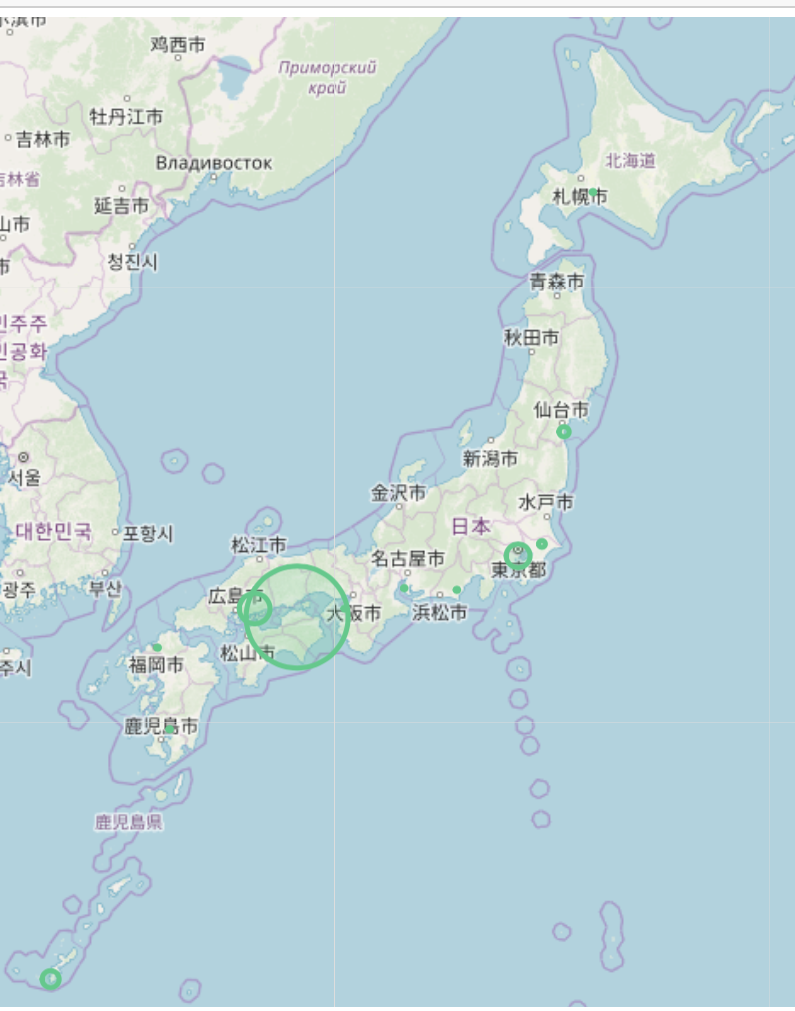 鸡西市
Приморский
край
牡丹江市
吉林市
Владивосток
北海道
札幌市
延吉市
청진시
青森市
秋田市
仙台市
新潟市
서울
金沢市
水戸市
日本
대한민국
포항시
松江市
名古屋市
東京都
광주
부산
広島市
大阪市
浜松市
松山市
福岡市
鹿児島市
鹿児島県